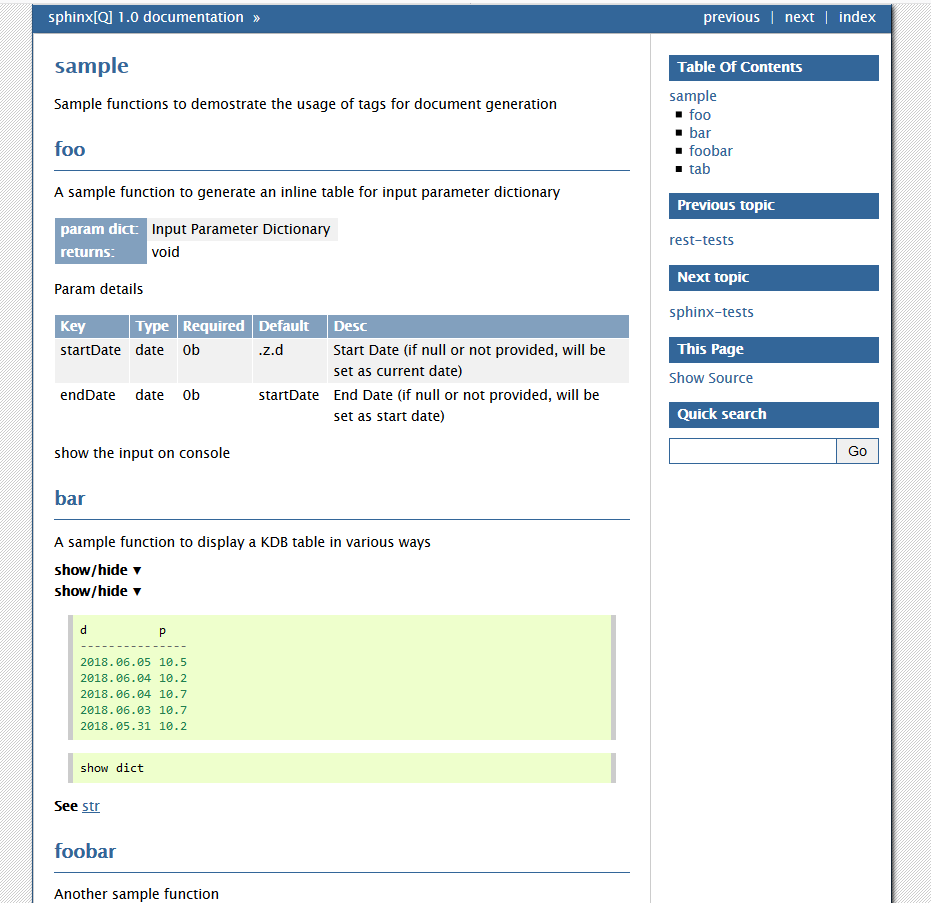 sphinx[Q] 1.0 documentation »
previous | next | index
sample
Sample functions to demostrate the usage of tags for document generation
foo
A sample function to generate an inline table for input parameter dictionary
param dict: Input Parameter Dictionary
returns: void
Param details
Key Type Required Default Desc
startDate date 0b .z.d Start Date (if null or not provided, will be
set as current date)
endDate date 0b startDate End Date (if null or not provided, will be
set as start date)
show the input on console
bar
A sample function to display a KDB table in various ways
show/hide ▼
show/hide ▼
d p
---------------
2018.06.05 10.5
2018.06.04 10.2
2018.06.04 10.7
2018.06.03 10.7
2018.05.31 10.2
show dict
See str
foobar
Another sample function
Table Of Contents
sample
▪ foo
▪ bar
▪ foobar
▪ tab
Previous topic
rest-tests
Next topic
sphinx-tests
This Page
Show Source
Quick search
Go